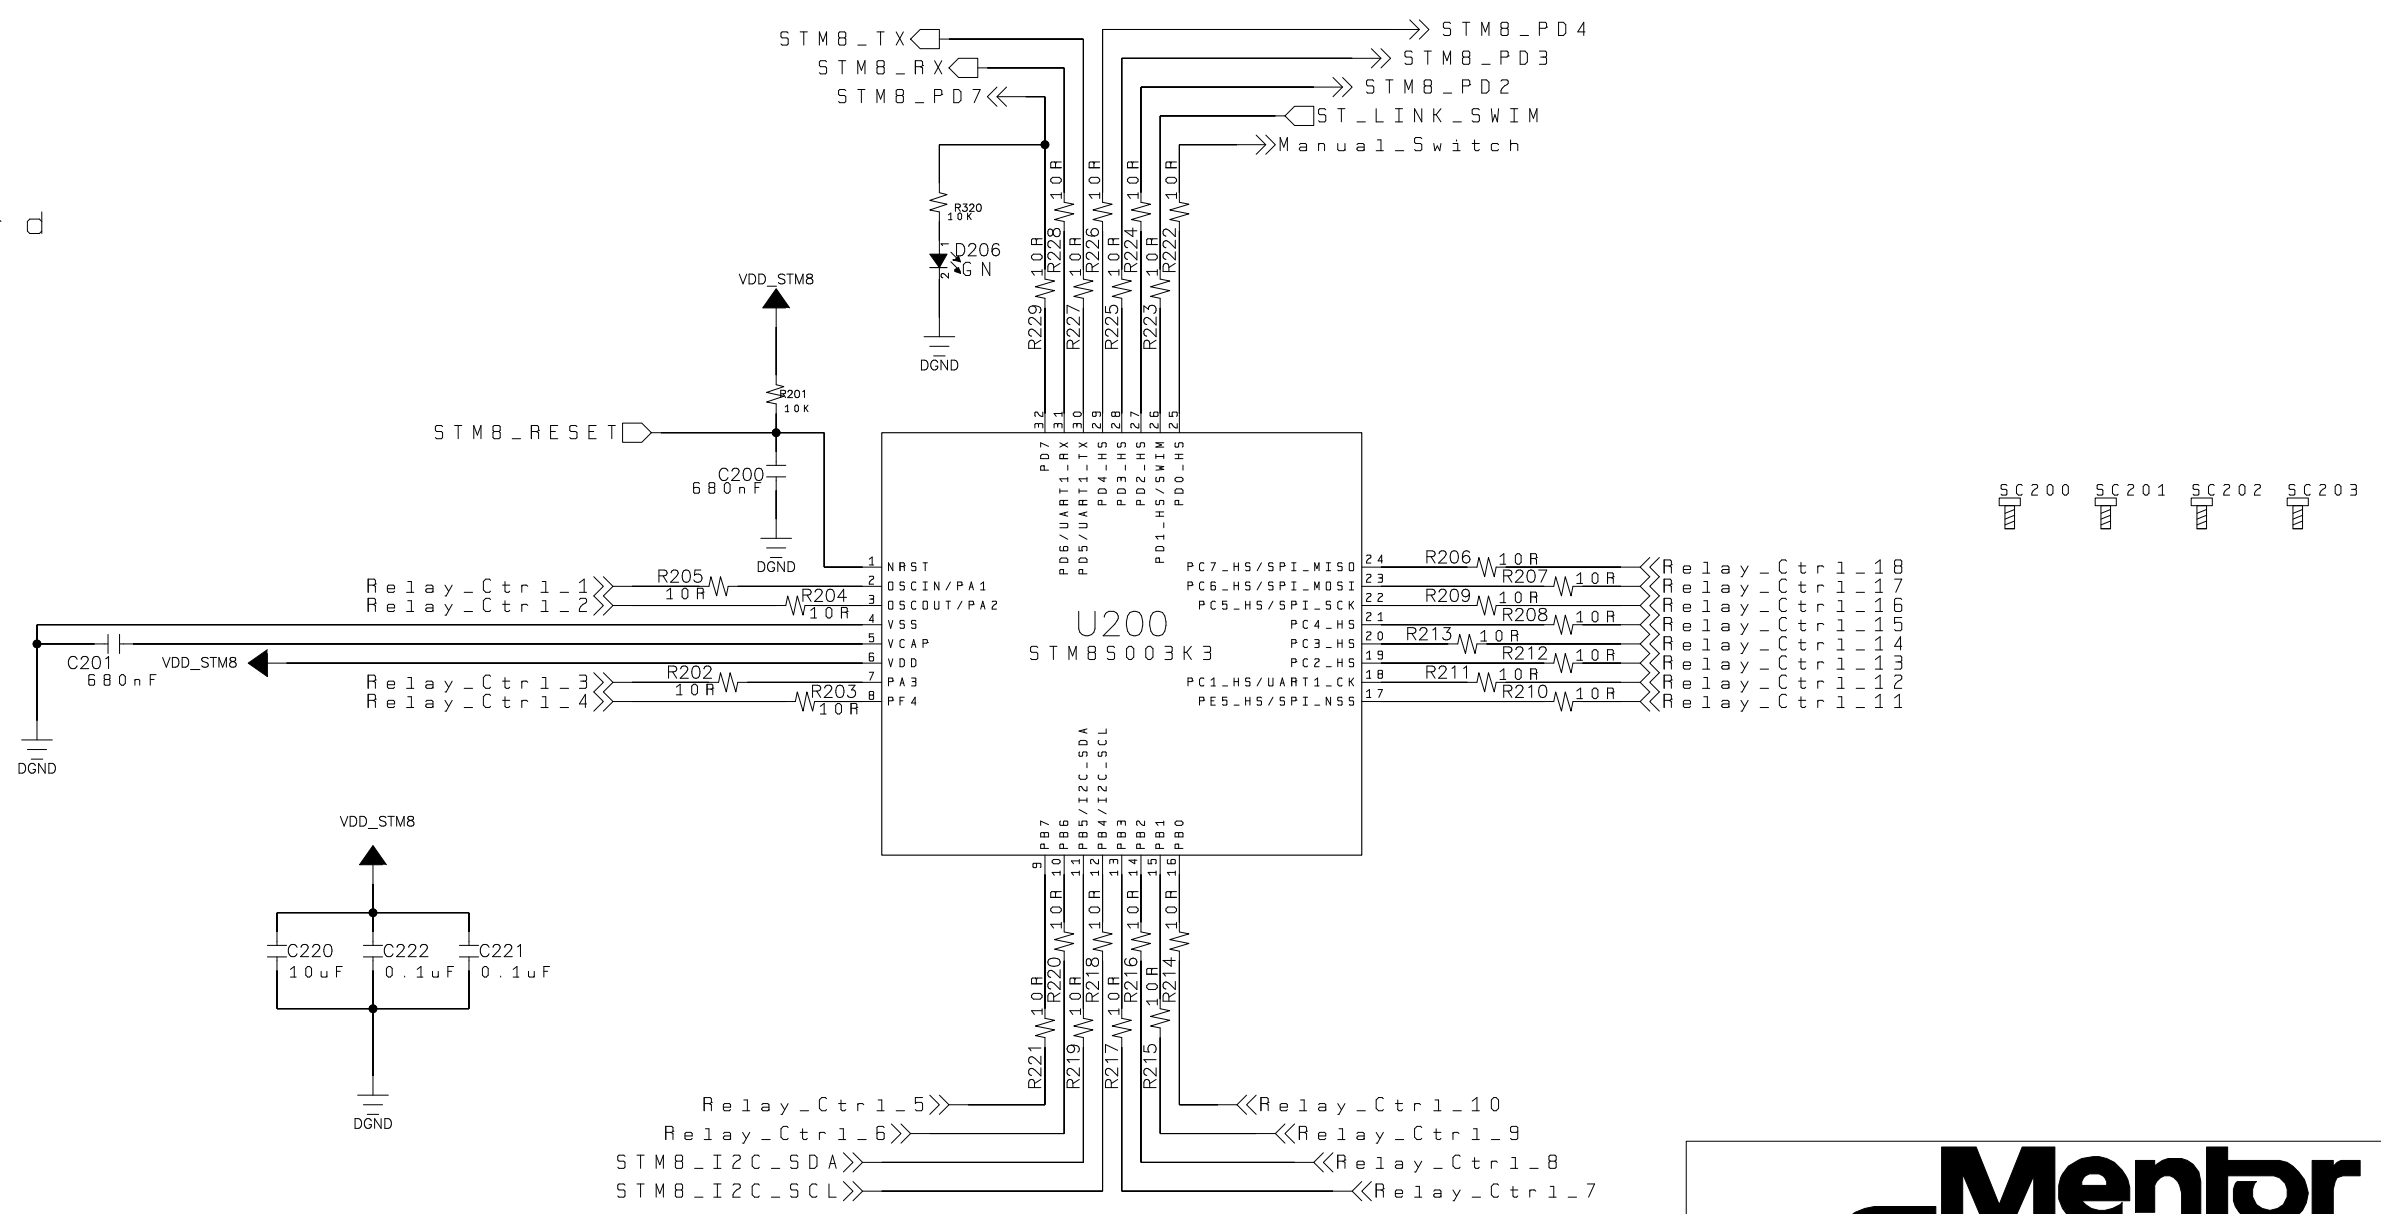 STM8_TX
STM8_PD4
STM8_RX
STM8_PD3
STM8_PD7
STM8_PD2
ST_LINK_SWIM
Manual_Switch
d
R320
10K
D206
GN
1
2
DGND
VDD_STM8
R201
10K
STM8_RESET
C200
680nF
DGND
R229 10R
R228 10R
R227 10R
R226 10R
R225 10R
R224 10R
R223 10R
R222 10R
32 31 30 29 28 27 26 25
PD7
PD6/UART1_RX
PD5/UART1_TX
PD4_HS
PD3_HS
PD2_HS
PD1_HS/SWIM
PD0_HS
SC200 SC201 SC202 SC203
1 NRST
Relay_Ctrl_1 R205 10R 2 OSCIN/PA1
Relay_Ctrl_2 R204 10R 3 OSCOUT/PA2
4 VSS
5 VCAP
C201
680nF
VDD_STM8 6 VDD
Relay_Ctrl_3 R202 10R 7 PA3
Relay_Ctrl_4 R203 10R 8 PF4
DGND
U200
STM8S003K3
PC7_HS/SPI_MISO 24 R206 10R Relay_Ctrl_18
PC6_HS/SPI_MOSI 23 R207 10R Relay_Ctrl_17
PC5_HS/SPI_SCK 22 R209 10R Relay_Ctrl_16
PC4_HS 21 R208 10R Relay_Ctrl_15
PC3_HS 20 R213 10R Relay_Ctrl_14
PC2_HS 19 R212 10R Relay_Ctrl_13
PC1_HS/UART1_CK 18 R211 10R Relay_Ctrl_12
PE5_HS/SPI_NSS 17 R210 10R Relay_Ctrl_11
PB7
PB6
PB5/I2C_SDA
PB4/I2C_SCL
PB3
PB2
PB1
PB0
9 10 11 12 13 14 15 16
VDD_STM8
C220
10uF
C222
0.1uF
C221
0.1uF
DGND
R221 10R
R220 10R
R219 10R
R218 10R
R217 10R
R216 10R
R215 10R
R214 10R
Relay_Ctrl_5
Relay_Ctrl_10
Relay_Ctrl_6
Relay_Ctrl_9
STM8_I2C_SDA
Relay_Ctrl_8
STM8_I2C_SCL
Relay_Ctrl_7
Mentor